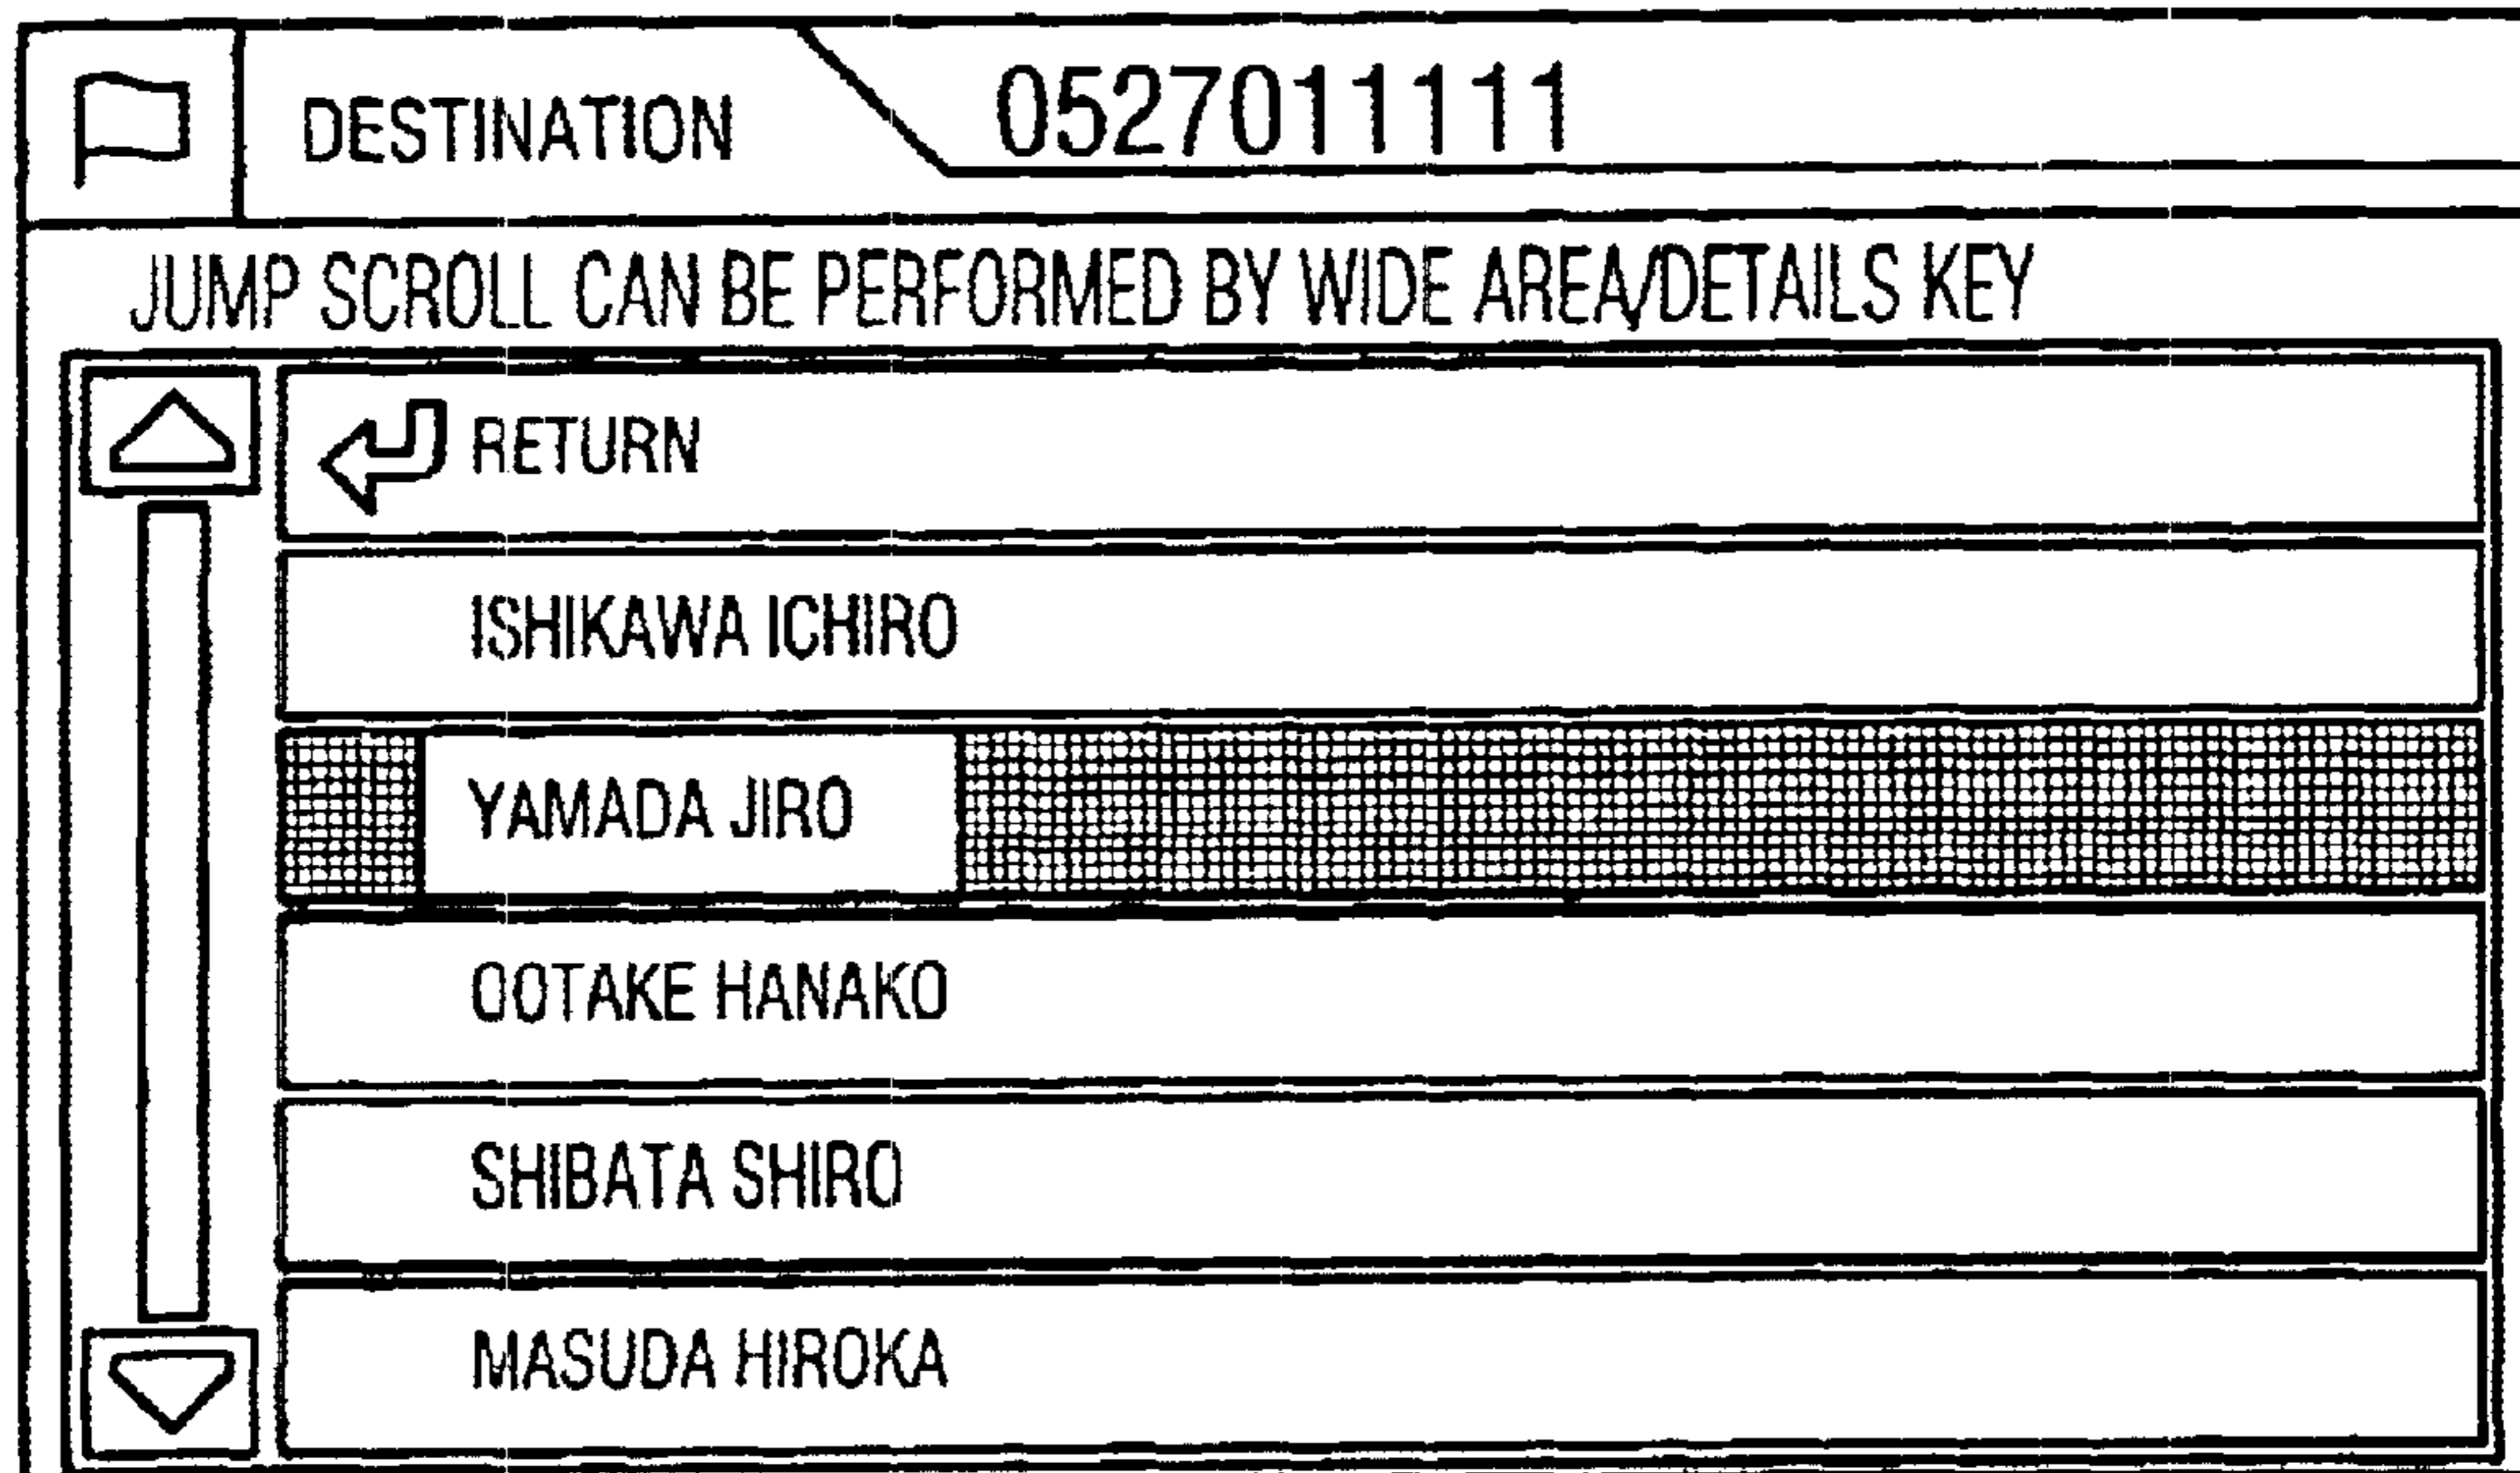 DESTINATION 0527011111
JUMP SCROLL CAN BE PERFORMED BY WIDE AREA/DETAILS KEY
RETURN
ISHIKAWA ICHIRO
YAMADA JIRO
OOTAKE HANAKO
SHIBATA SHIRO
MASUDA HIROKA